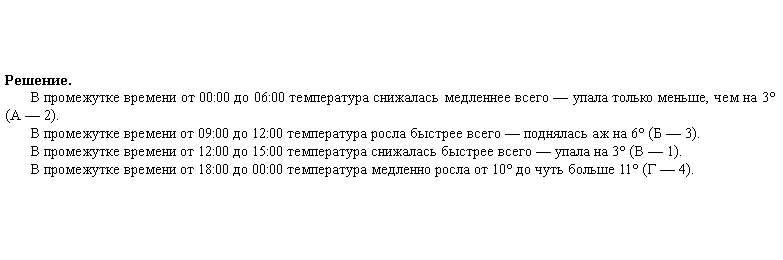 Решение.
В промежутке времени от 00:00 до 06:00 температура снижалась медленнее всего — упала только меньше, чем на 3°
(А — 2).
В промежутке времени от 09:00 до 12:00 температура росла быстрее всего — поднялась аж на 6° (Б — 3).
В промежутке времени от 12:00 до 15:00 температура снижалась быстрее всего — упала на 3° (В — 1).
В промежутке времени от 18:00 до 00:00 температура медленно росла от 10° до чуть больше 11° (Г — 4).